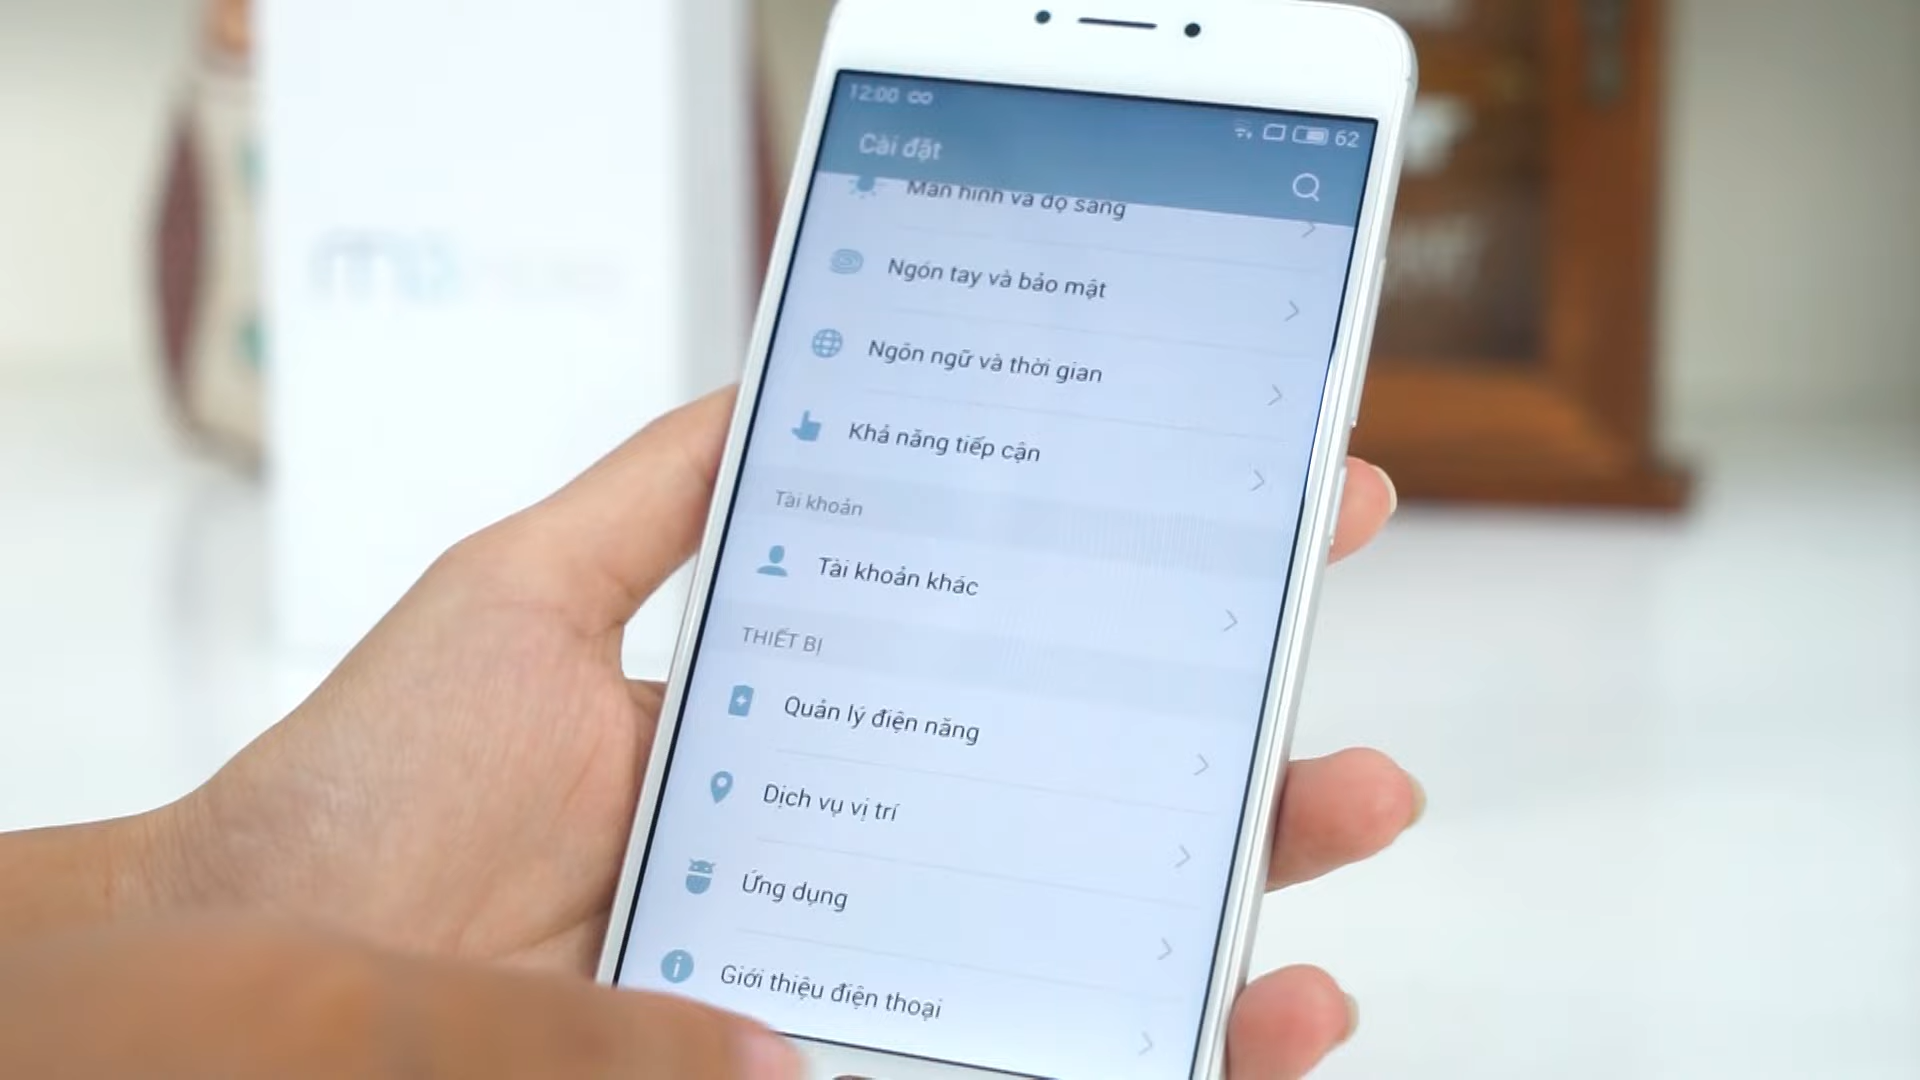 12:00
62
Cài đặt
Màn hình và độ sáng
Ngón tay và bảo mật
Ngôn ngữ và thời gian
Khả năng tiếp cận
Tài khoản
Tài khoản khác
THIẾT BỊ
Quản lý điện năng
Dịch vụ vị trí
Ứng dụng
Giới thiệu điện thoại